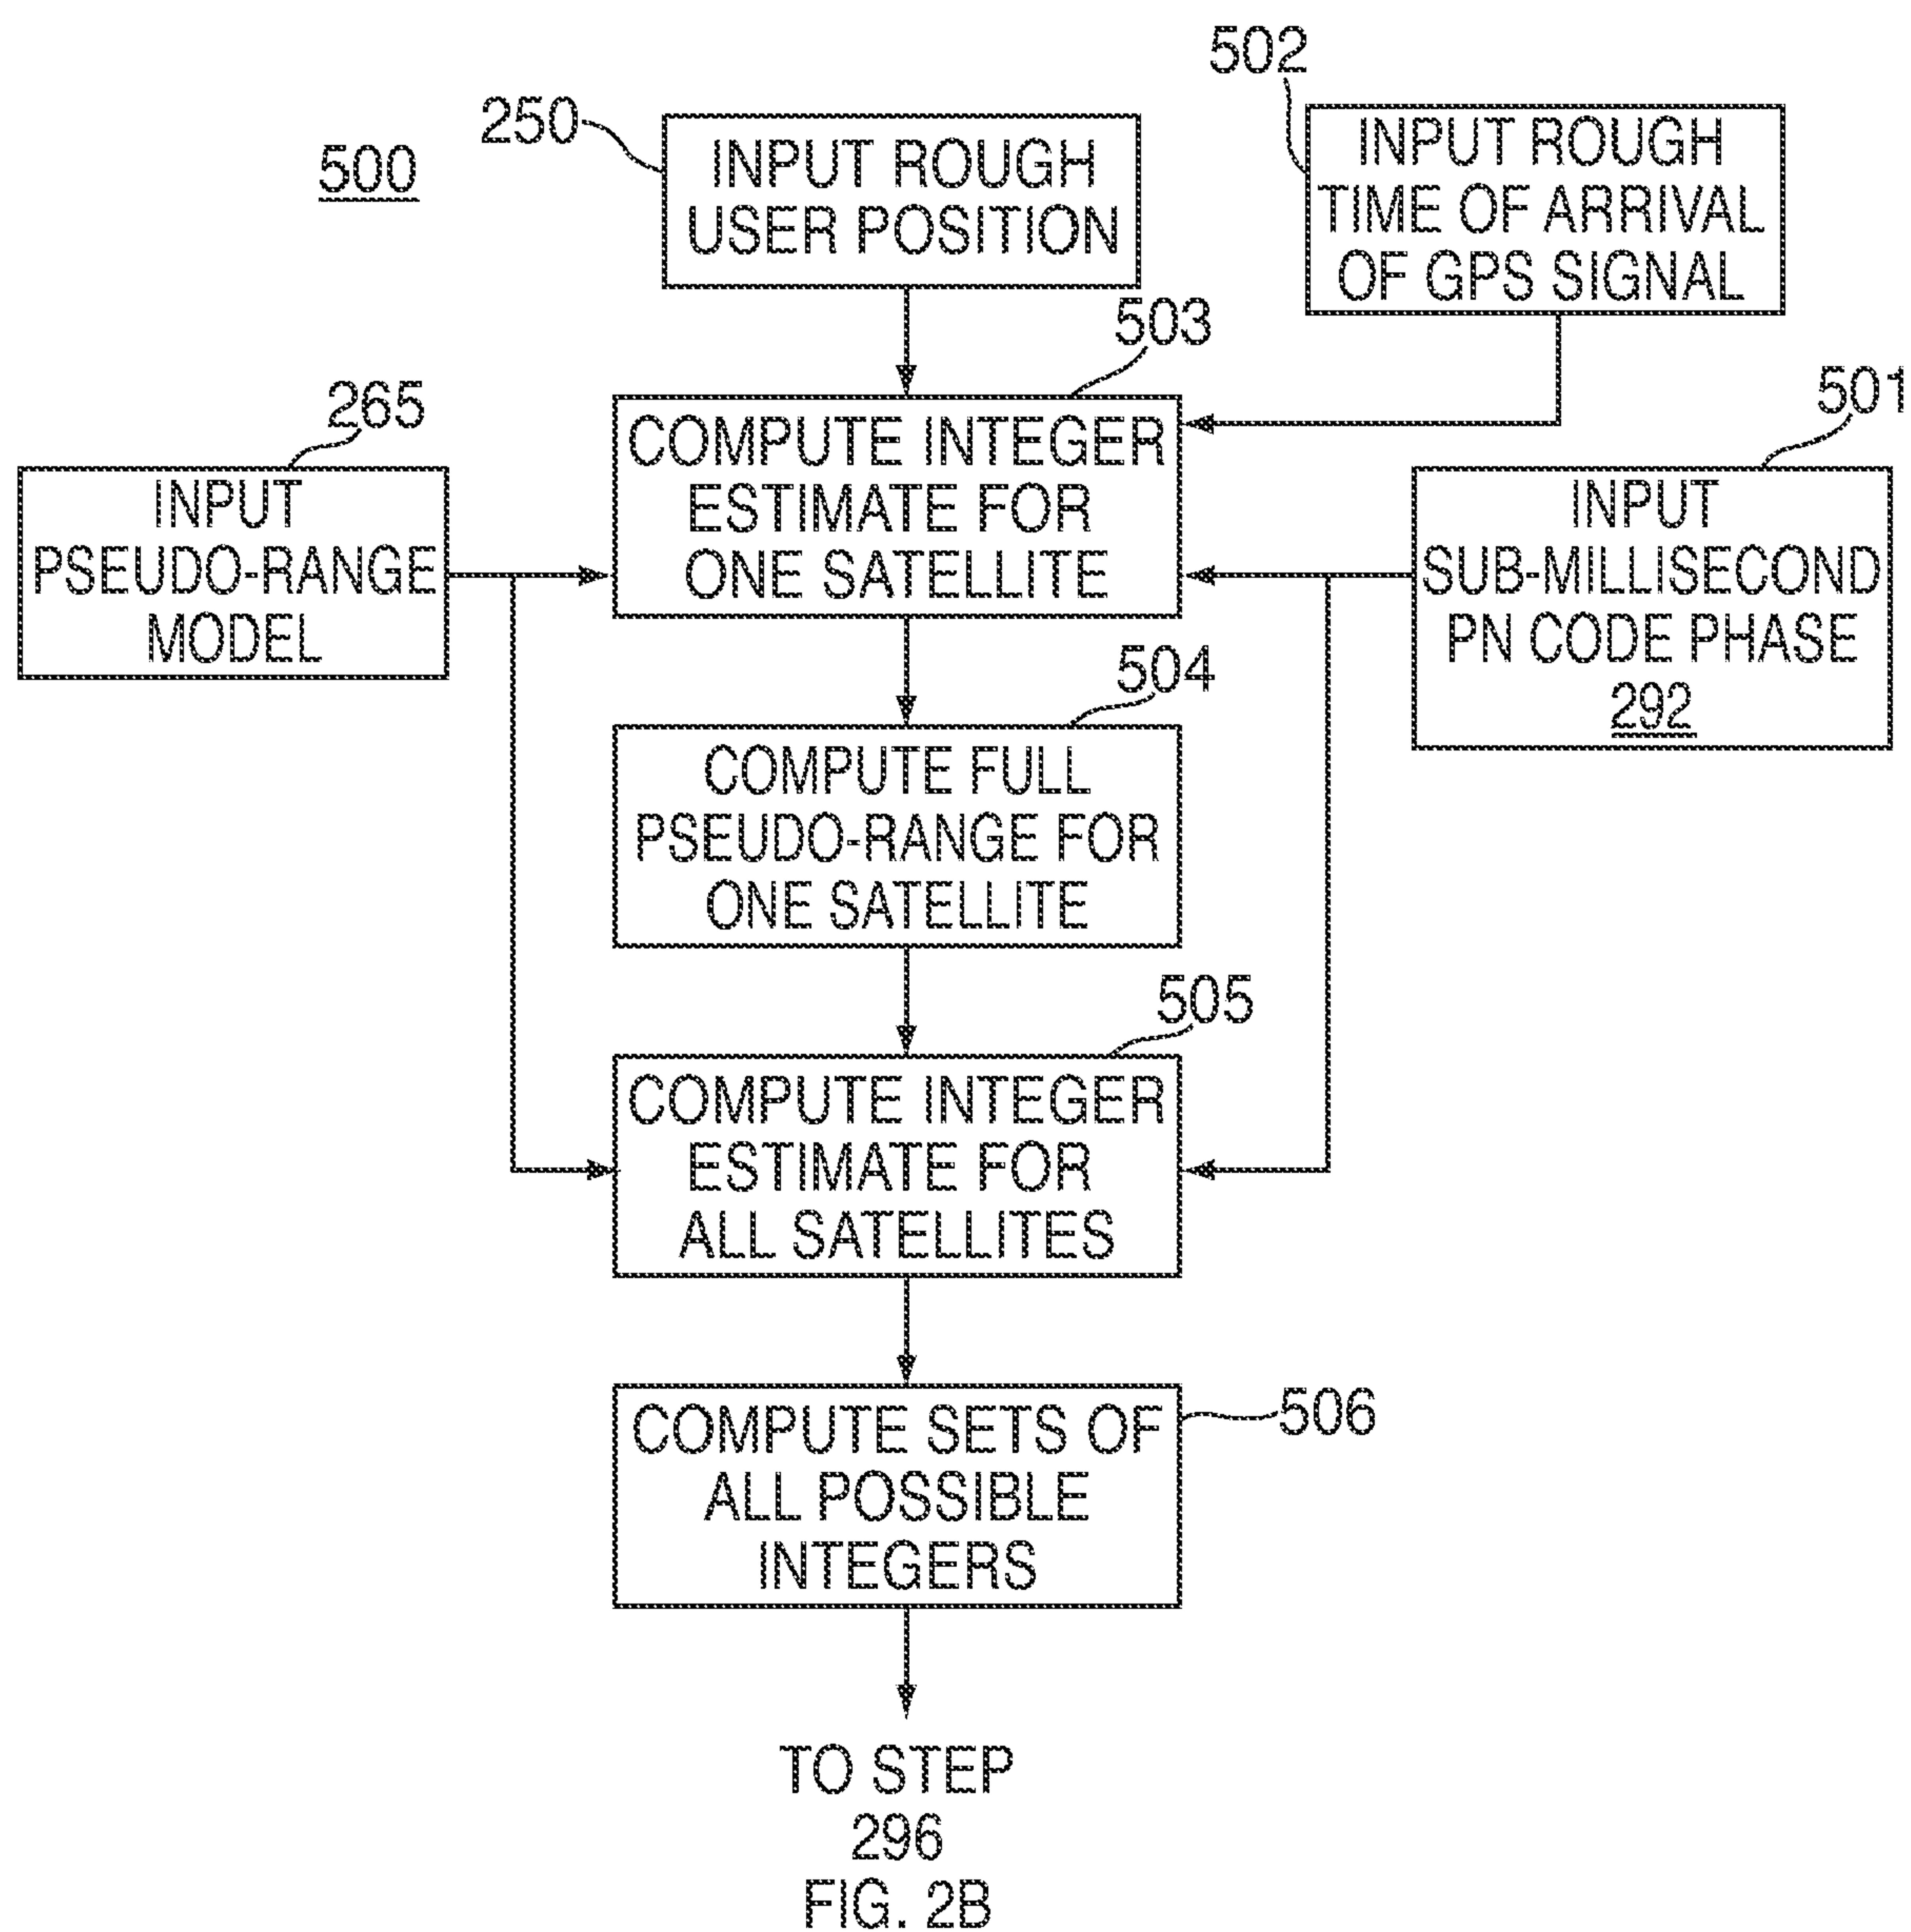 502
250
500
INPUT ROUGH
USER POSITION
INPUT ROUGH
TIME OF ARRIVAL
OF GPS SIGNAL
503
501
265
COMPUTE INTEGER
ESTIMATE FOR
ONE SATELLITE
INPUT
PSEUDO-RANGE
MODEL
INPUT
SUB-MILLISECOND
PN CODE PHASE
292
504
COMPUTE FULL
PSEUDO-RANGE FOR
ONE SATELLITE
505
COMPUTE INTEGER
ESTIMATE FOR
ALL SATELLITES
506
COMPUTE SETS OF
ALL POSSIBLE
INTEGERS
TO STEP
296
FIG. 2B